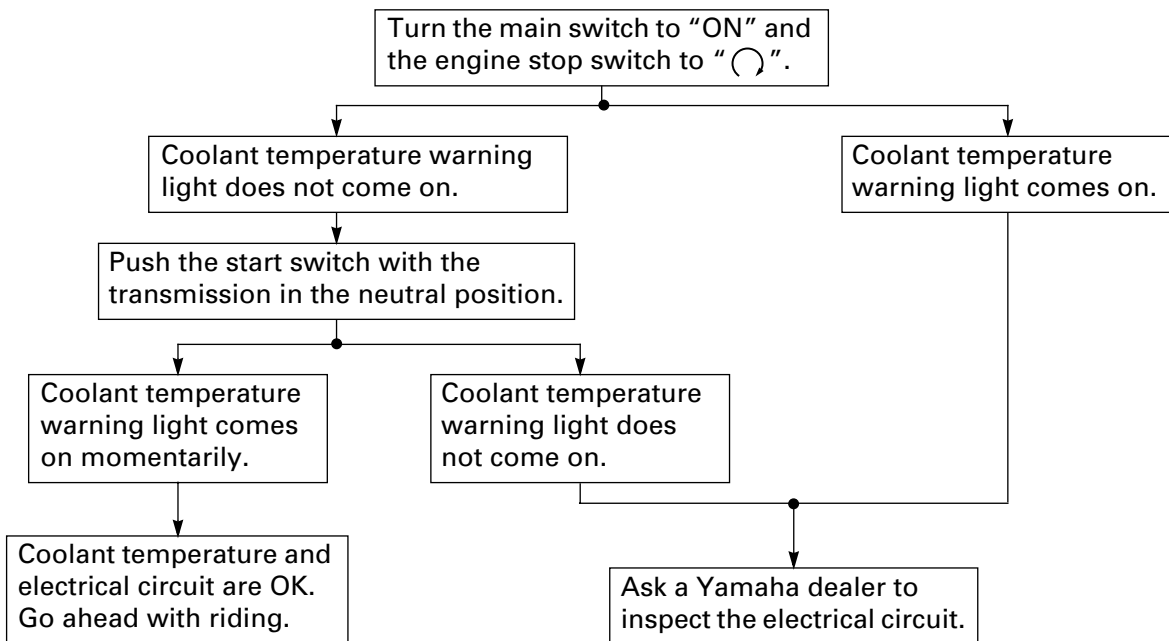 Turn the main switch to “ON” and
the engine stop switch to “ ”.
Coolant temperature warning
light does not come on.
Coolant temperature
warning light comes on.
Push the start switch with the
transmission in the neutral position.
Coolant temperature
warning light comes
on momentarily.
Coolant temperature
warning light does
not come on.
Coolant temperature and
electrical circuit are OK.
Go ahead with riding.
Ask a Yamaha dealer to
inspect the electrical circuit.